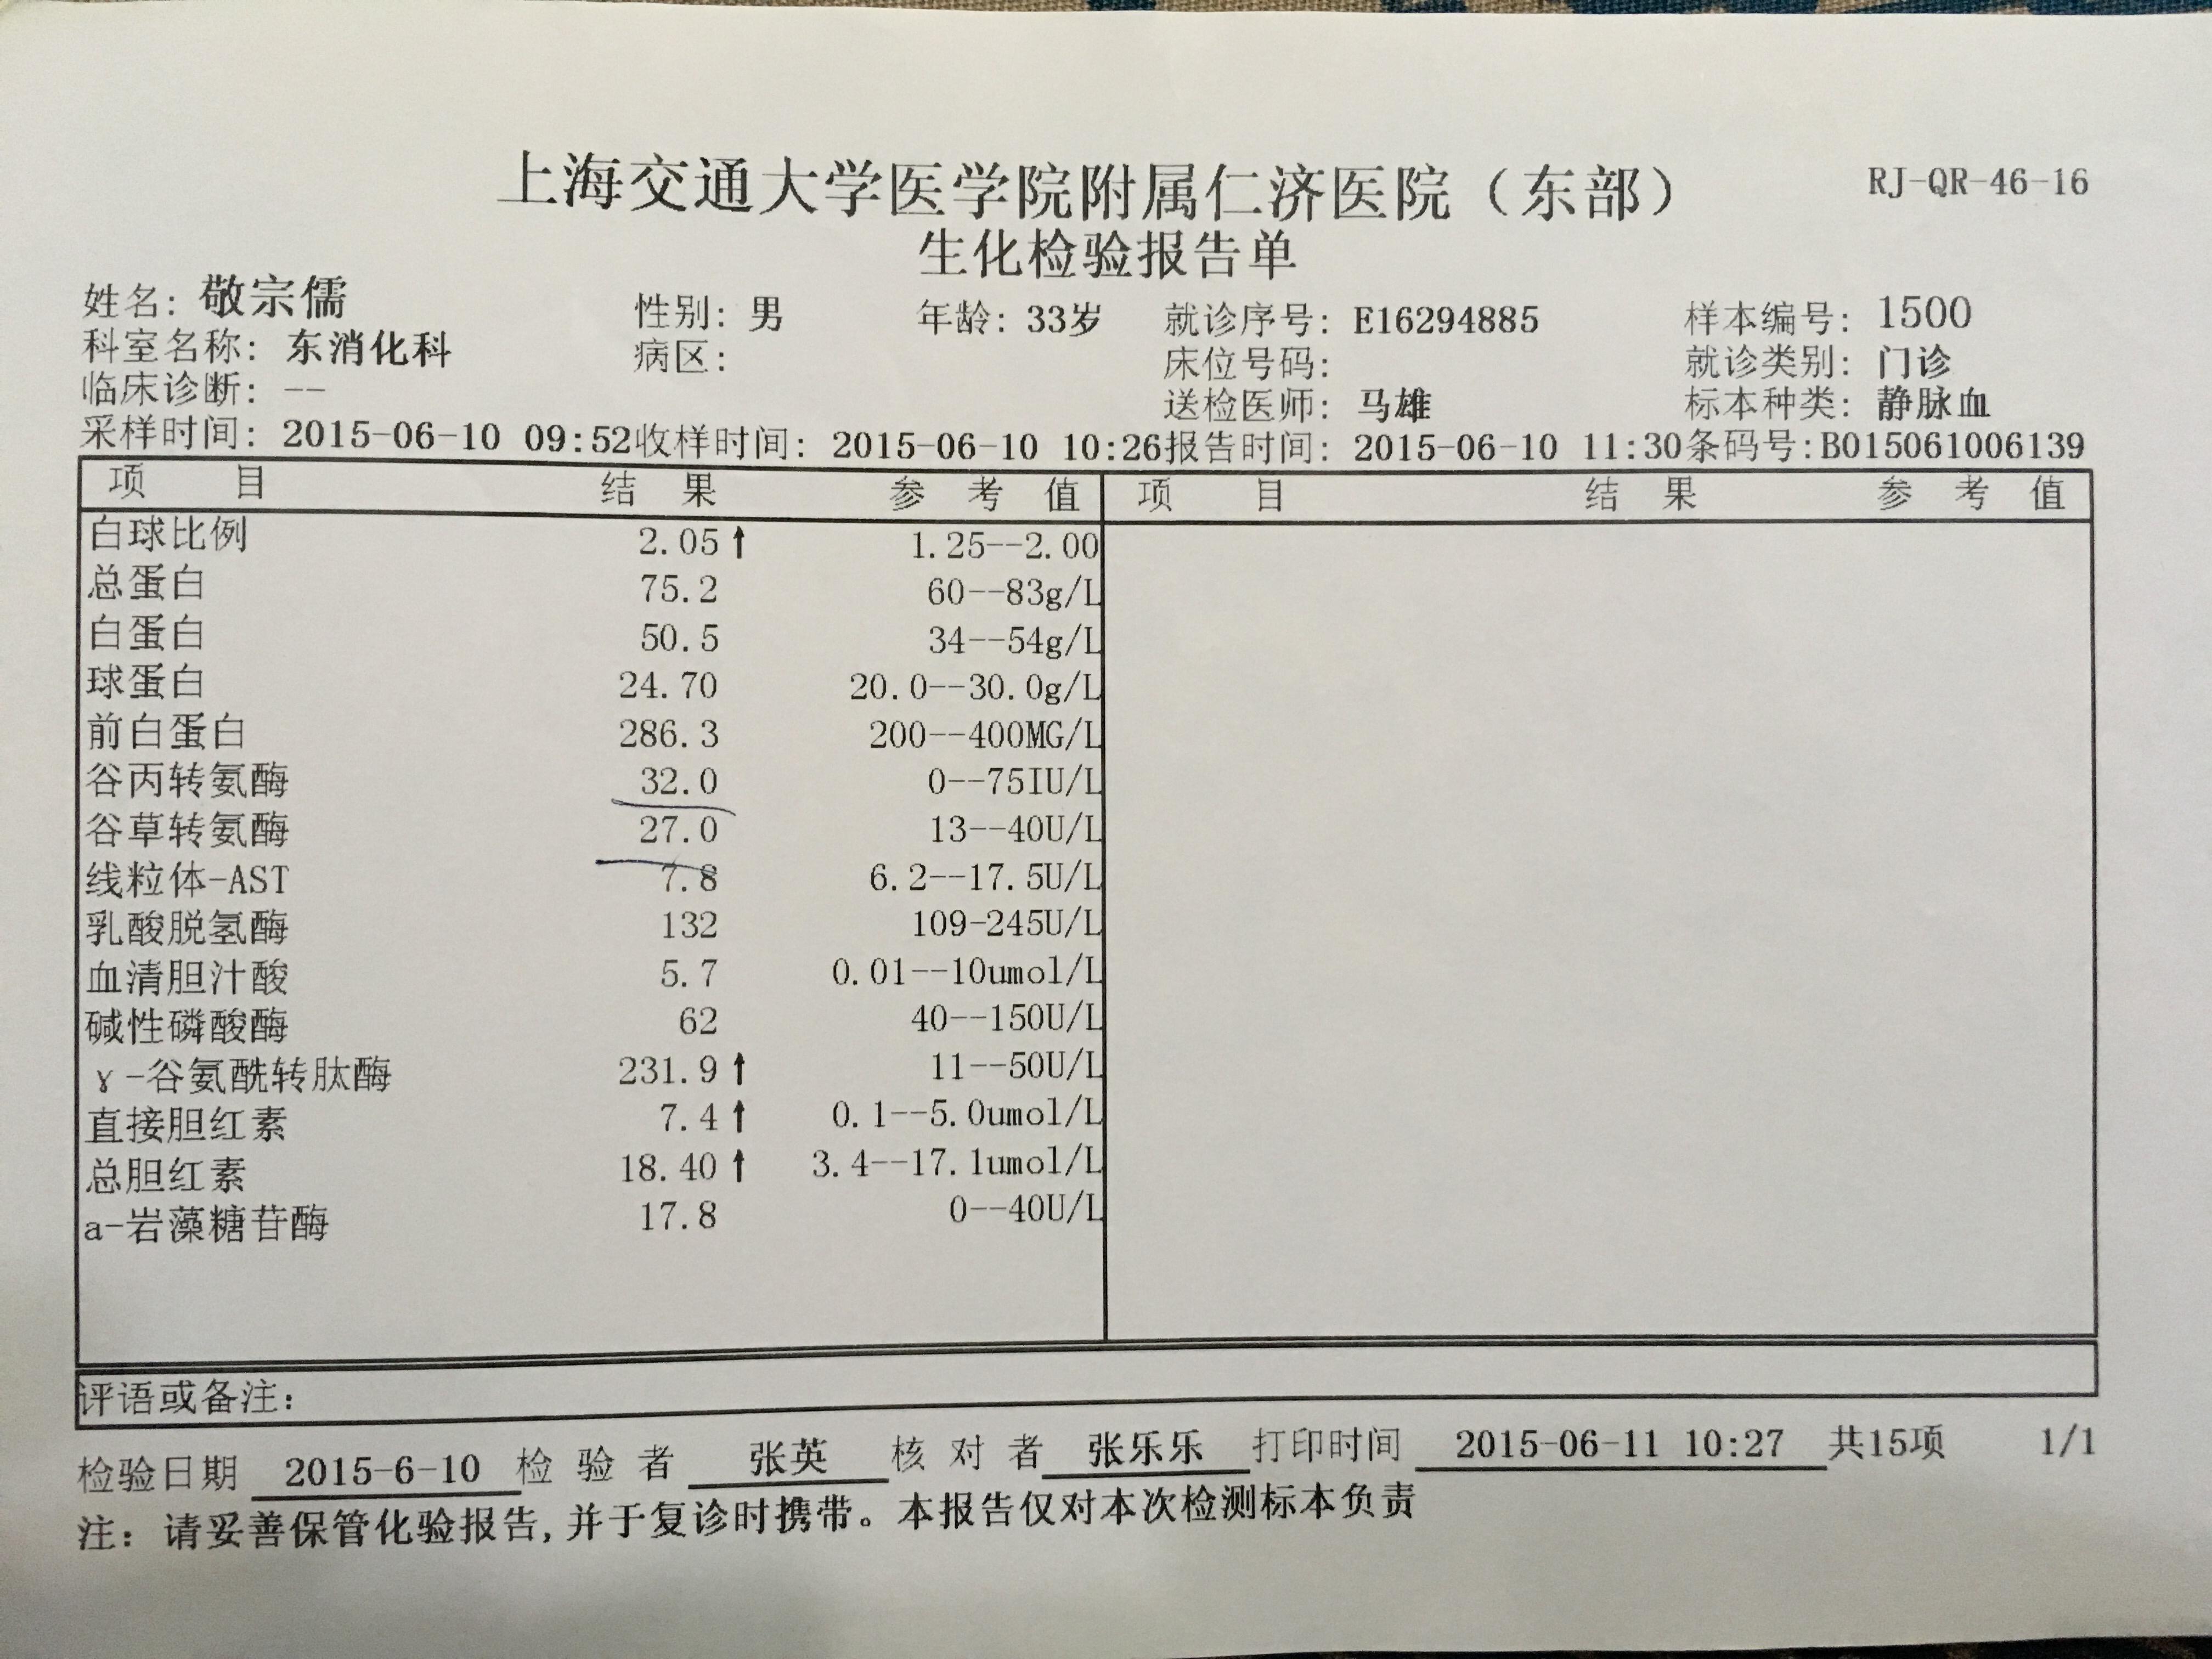 上海交通大学医学院附属仁济医院（东部） RJ-QR-46-16
生化检验报告单
姓名: 敬宗儒 性别: 男 年龄: 33岁 就诊序号: E16294885 样本编号: 1500
科室名称: 东消化科 病区: 床位号码: 就诊类别: 门诊
临床诊断: -- 送检医师: 马雄 标本种类: 静脉血
采样时间: 2015-06-10 09:52收样时间: 2015-06-10 10:26报告时间: 2015-06-10 11:30条码号:B015061006139
项 目 结 果 参 考 值 项 目 结 果 参 考 值
白球比例 2.05↑ 1.25--2.00
总蛋白 75.2 60--83g/L
白蛋白 50.5 34--54g/L
球蛋白 24.70 20.0--30.0g/L
前白蛋白 286.3 200--400MG/L
谷丙转氨酶 32.0 0--75IU/L
谷草转氨酶 27.0 13--40U/L
线粒体-AST 7.8 6.2--17.5U/L
乳酸脱氢酶 132 109-245U/L
血清胆汁酸 5.7 0.01--10umol/L
碱性磷酸酶 62 40--150U/L
γ-谷氨酰转肽酶 231.9↑ 11--50U/L
直接胆红素 7.4↑ 0.1--5.0umol/L
总胆红素 18.40↑ 3.4--17.1umol/L
a-岩藻糖苷酶 17.8 0--40U/L
评语或备注:
检验日期 2015-6-10 检 验 者 张英 核 对 者 张乐乐 打印时间 2015-06-11 10:27 共15项 1/1
注: 请妥善保管化验报告,并于复诊时携带。本报告仅对本次检测标本负责